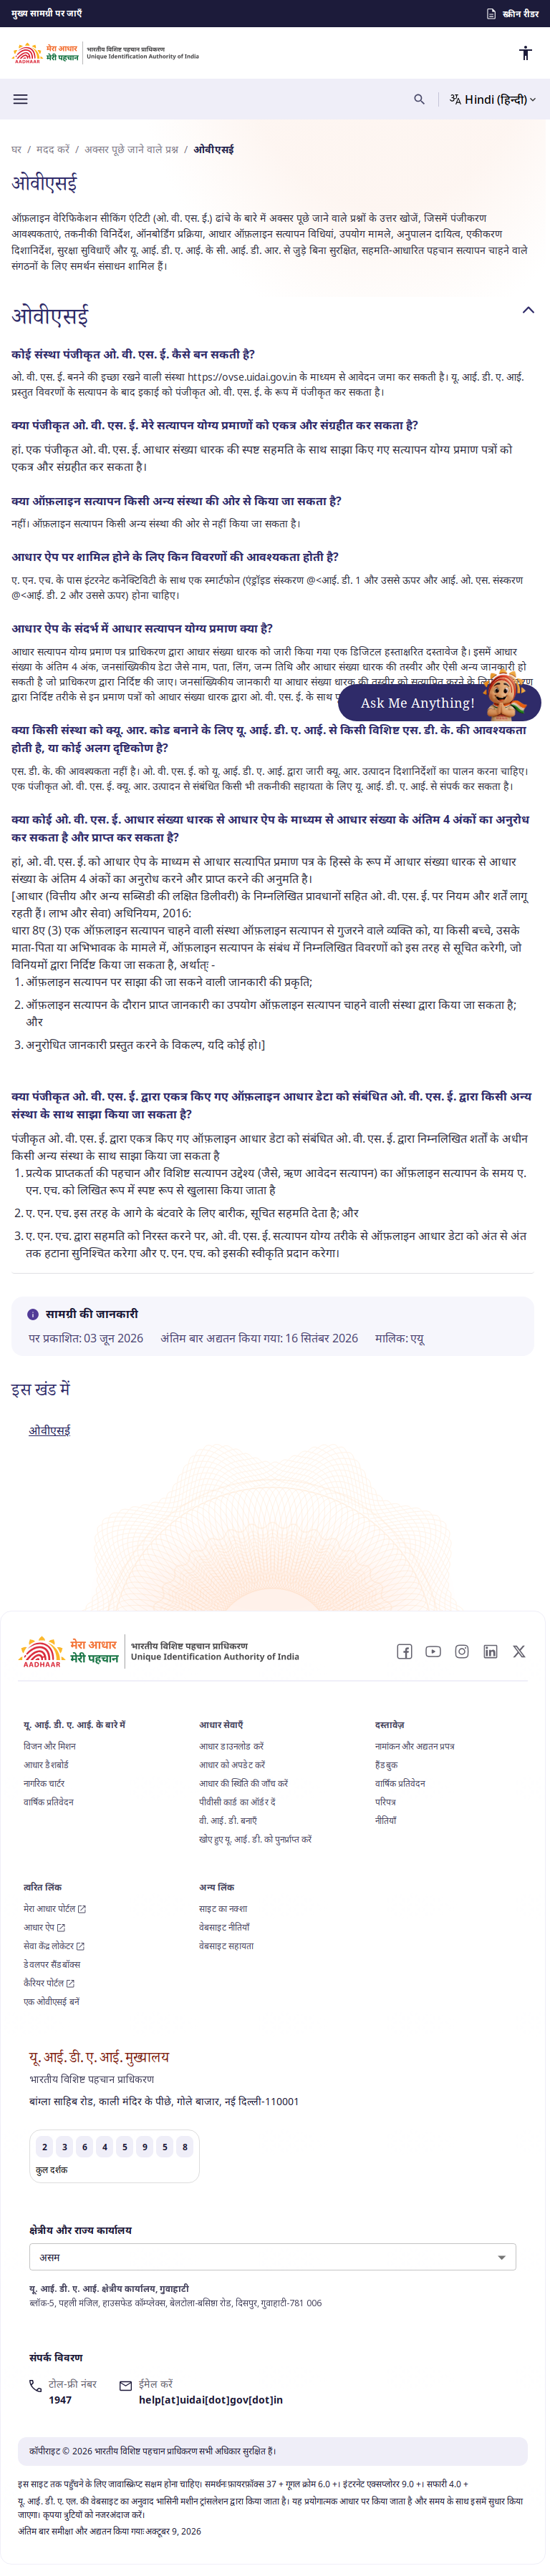 मुख्य सामग्री पर जाएँ
स्क्रीन रीडर
मेरा आधार
मेरी पहचान
AADHAAR
भारतीय विशिष्ट पहचान प्राधिकरण
Unique Identification Authority of India
Hindi (हिन्दी)
घर / मदद करें / अक्सर पूछे जाने वाले प्रश्न / ओवीएसई
ओवीएसई
ऑफ़लाइन वेरिफिकेशन सीकिंग एंटिटी (ओ. वी. एस. ई.) ढांचे के बारे में अक्सर पूछे जाने वाले प्रश्नों के उत्तर खोजें, जिसमें पंजीकरण
आवश्यकताएं, तकनीकी विनिर्देश, ऑनबोर्डिंग प्रक्रिया, आधार ऑफ़लाइन सत्यापन विधियां, उपयोग मामले, अनुपालन दायित्व, एकीकरण
दिशानिर्देश, सुरक्षा सुविधाएँ और यू. आई. डी. ए. आई. के सी. आई. डी. आर. से जुड़े बिना सुरक्षित, सहमति-आधारित पहचान सत्यापन चाहने वाले
संगठनों के लिए समर्थन संसाधन शामिल हैं।
ओवीएसई
कोई संस्था पंजीकृत ओ. वी. एस. ई. कैसे बन सकती है?
ओ. वी. एस. ई. बनने की इच्छा रखने वाली संस्था https://ovse.uidai.gov.in के माध्यम से आवेदन जमा कर सकती है। यू. आई. डी. ए. आई.
प्रस्तुत विवरणों के सत्यापन के बाद इकाई को पंजीकृत ओ. वी. एस. ई. के रूप में पंजीकृत कर सकता है।
क्या पंजीकृत ओ. वी. एस. ई. मेरे सत्यापन योग्य प्रमाणों को एकत्र और संग्रहीत कर सकता है?
हां. एक पंजीकृत ओ. वी. एस. ई. आधार संख्या धारक की स्पष्ट सहमति के साथ साझा किए गए सत्यापन योग्य प्रमाण पत्रों को
एकत्र और संग्रहीत कर सकता है।
क्या ऑफ़लाइन सत्यापन किसी अन्य संस्था की ओर से किया जा सकता है?
नहीं। ऑफ़लाइन सत्यापन किसी अन्य संस्था की ओर से नहीं किया जा सकता है।
आधार ऐप पर शामिल होने के लिए किन विवरणों की आवश्यकता होती है?
ए. एन. एच. के पास इंटरनेट कनेक्टिविटी के साथ एक स्मार्टफोन (एंड्रॉइड संस्करण @<आई. डी. 1 और उससे ऊपर और आई. ओ. एस. संस्करण
@<आई. डी. 2 और उससे ऊपर) होना चाहिए।
आधार ऐप के संदर्भ में आधार सत्यापन योग्य प्रमाण क्या है?
आधार सत्यापन योग्य प्रमाण पत्र प्राधिकरण द्वारा आधार संख्या धारक को जारी किया गया एक डिजिटल हस्ताक्षरित दस्तावेज है। इसमें आधार
संख्या के अंतिम 4 अंक, जनसांख्यिकीय डेटा जैसे नाम, पता, लिंग, जन्म तिथि और आधार संख्या धारक की तस्वीर और ऐसी अन्य जानकारी हो
सकती है जो प्राधिकरण द्वारा निर्दिष्ट की जाए। जनसांख्यिकीय जानकारी या आधार संख्या धारक की तस्वीर को सत्यापित करने के लि
द्वारा निर्दिष्ट तरीके से इन प्रमाण पत्रों को आधार संख्या धारक द्वारा ओ. वी. एस. ई. के साथ
Ask Me Anything!
क्या किसी संस्था को क्यू. आर. कोड बनाने के लिए यू. आई. डी. ए. आई. से किसी विशिष्ट एस. डी. के. की आवश्यकता
होती है, या कोई अलग दृष्टिकोण है?
एस. डी. के. की आवश्यकता नहीं है। ओ. वी. एस. ई. को यू. आई. डी. ए. आई. द्वारा जारी क्यू. आर. उत्पादन दिशानिर्देशों का पालन करना चाहिए।
एक पंजीकृत ओ. वी. एस. ई. क्यू. आर. उत्पादन से संबंधित किसी भी तकनीकी सहायता के लिए यू. आई. डी. ए. आई. से संपर्क कर सकता है।
क्या कोई ओ. वी. एस. ई. आधार संख्या धारक से आधार ऐप के माध्यम से आधार संख्या के अंतिम 4 अंकों का अनुरोध
कर सकता है और प्राप्त कर सकता है?
हां, ओ. वी. एस. ई. को आधार ऐप के माध्यम से आधार सत्यापित प्रमाण पत्र के हिस्से के रूप में आधार संख्या धारक से आधार
संख्या के अंतिम 4 अंकों का अनुरोध करने और प्राप्त करने की अनुमति है।
[आधार (वित्तीय और अन्य सब्सिडी की लक्षित डिलीवरी) के निम्नलिखित प्रावधानों सहित ओ. वी. एस. ई. पर नियम और शर्तें लागू
रहती हैं। लाभ और सेवा) अधिनियम, 2016:
धारा 8ए (3) एक ऑफ़लाइन सत्यापन चाहने वाली संस्था ऑफ़लाइन सत्यापन से गुजरने वाले व्यक्ति को, या किसी बच्चे, उसके
माता-पिता या अभिभावक के मामले में, ऑफ़लाइन सत्यापन के संबंध में निम्नलिखित विवरणों को इस तरह से सूचित करेगी, जो
विनियमों द्वारा निर्दिष्ट किया जा सकता है, अर्थात्ः -
1. ऑफ़लाइन सत्यापन पर साझा की जा सकने वाली जानकारी की प्रकृति;
2. ऑफ़लाइन सत्यापन के दौरान प्राप्त जानकारी का उपयोग ऑफ़लाइन सत्यापन चाहने वाली संस्था द्वारा किया जा सकता है;
और
3. अनुरोधित जानकारी प्रस्तुत करने के विकल्प, यदि कोई हो।]
क्या पंजीकृत ओ. वी. एस. ई. द्वारा एकत्र किए गए ऑफ़लाइन आधार डेटा को संबंधित ओ. वी. एस. ई. द्वारा किसी अन्य
संस्था के साथ साझा किया जा सकता है?
पंजीकृत ओ. वी. एस. ई. द्वारा एकत्र किए गए ऑफ़लाइन आधार डेटा को संबंधित ओ. वी. एस. ई. द्वारा निम्नलिखित शर्तों के अधीन
किसी अन्य संस्था के साथ साझा किया जा सकता है
1. प्रत्येक प्राप्तकर्ता की पहचान और विशिष्ट सत्यापन उद्देश्य (जैसे, ऋण आवेदन सत्यापन) का ऑफ़लाइन सत्यापन के समय ए.
एन. एच. को लिखित रूप में स्पष्ट रूप से खुलासा किया जाता है
2. ए. एन. एच. इस तरह के आगे के बंटवारे के लिए बारीक, सूचित सहमति देता है; और
3. ए. एन. एच. द्वारा सहमति को निरस्त करने पर, ओ. वी. एस. ई. सत्यापन योग्य तरीके से ऑफ़लाइन आधार डेटा को अंत से अंत
तक हटाना सुनिश्चित करेगा और ए. एन. एच. को इसकी स्वीकृति प्रदान करेगा।
सामग्री की जानकारी
पर प्रकाशित: 03 जून 2026 अंतिम बार अद्यतन किया गया: 16 सितंबर 2026 मालिक: एयू
इस खंड में
ओवीएसई
मेरा आधार
मेरी पहचान
AADHAAR
भारतीय विशिष्ट पहचान प्राधिकरण
Unique Identification Authority of India
यू. आई. डी. ए. आई. के बारे में
विजन और मिशन
आधार डैशबोर्ड
नागरिक चार्टर
वार्षिक प्रतिवेदन
आधार सेवाएँ
आधार डाउनलोड करें
आधार को अपडेट करें
आधार की स्थिति की जाँच करें
पीवीसी कार्ड का ऑर्डर दें
वी. आई. डी. बनाएँ
खोए हुए यू. आई. डी. को पुनर्प्राप्त करें
दस्तावेज़
नामांकन और अद्यतन प्रपत्र
हैंडबुक
वार्षिक प्रतिवेदन
परिपत्र
नीतियाँ
त्वरित लिंक
मेरा आधार पोर्टल
आधार ऐप
सेवा केंद्र लोकेटर
डेवलपर सैंडबॉक्स
कैरियर पोर्टल
एक ओवीएसई बनें
अन्य लिंक
साइट का नक्शा
वेबसाइट नीतियाँ
वेबसाइट सहायता
यू. आई. डी. ए. आई. मुख्यालय
भारतीय विशिष्ट पहचान प्राधिकरण
बांग्ला साहिब रोड, काली मंदिर के पीछे, गोले बाजार, नई दिल्ली-110001
2 3 6 4 5 9 5 8
कुल दर्शक
क्षेत्रीय और राज्य कार्यालय
असम
यू. आई. डी. ए. आई. क्षेत्रीय कार्यालय, गुवाहाटी
ब्लॉक-5, पहली मंजिल, हाउसफेड कॉम्प्लेक्स, बेलटोला-बसिष्ठा रोड, दिसपुर, गुवाहाटी-781 006
संपर्क विवरण
टोल-फ्री नंबर
1947
ईमेल करें
help[at]uidai[dot]gov[dot]in
कॉपीराइट © 2026 भारतीय विशिष्ट पहचान प्राधिकरण सभी अधिकार सुरक्षित हैं।
इस साइट तक पहुँचने के लिए जावास्क्रिप्ट सक्षम होना चाहिए। समर्थनः फ़ायरफ़ॉक्स 37 + गूगल क्रोम 6.0 +। इंटरनेट एक्सप्लोरर 9.0 +। सफारी 4.0 +
यू. आई. डी. ए. एल. की वेबसाइट का अनुवाद भाषिनी मशीन ट्रांसलेशन द्वारा किया जाता है। यह प्रयोगात्मक आधार पर किया जाता है और समय के साथ इसमें सुधार किया
जाएगा। कृपया त्रुटियों को नजरअंदाज करें।
अंतिम बार समीक्षा और अद्यतन किया गयाः अक्टूबर 9, 2026